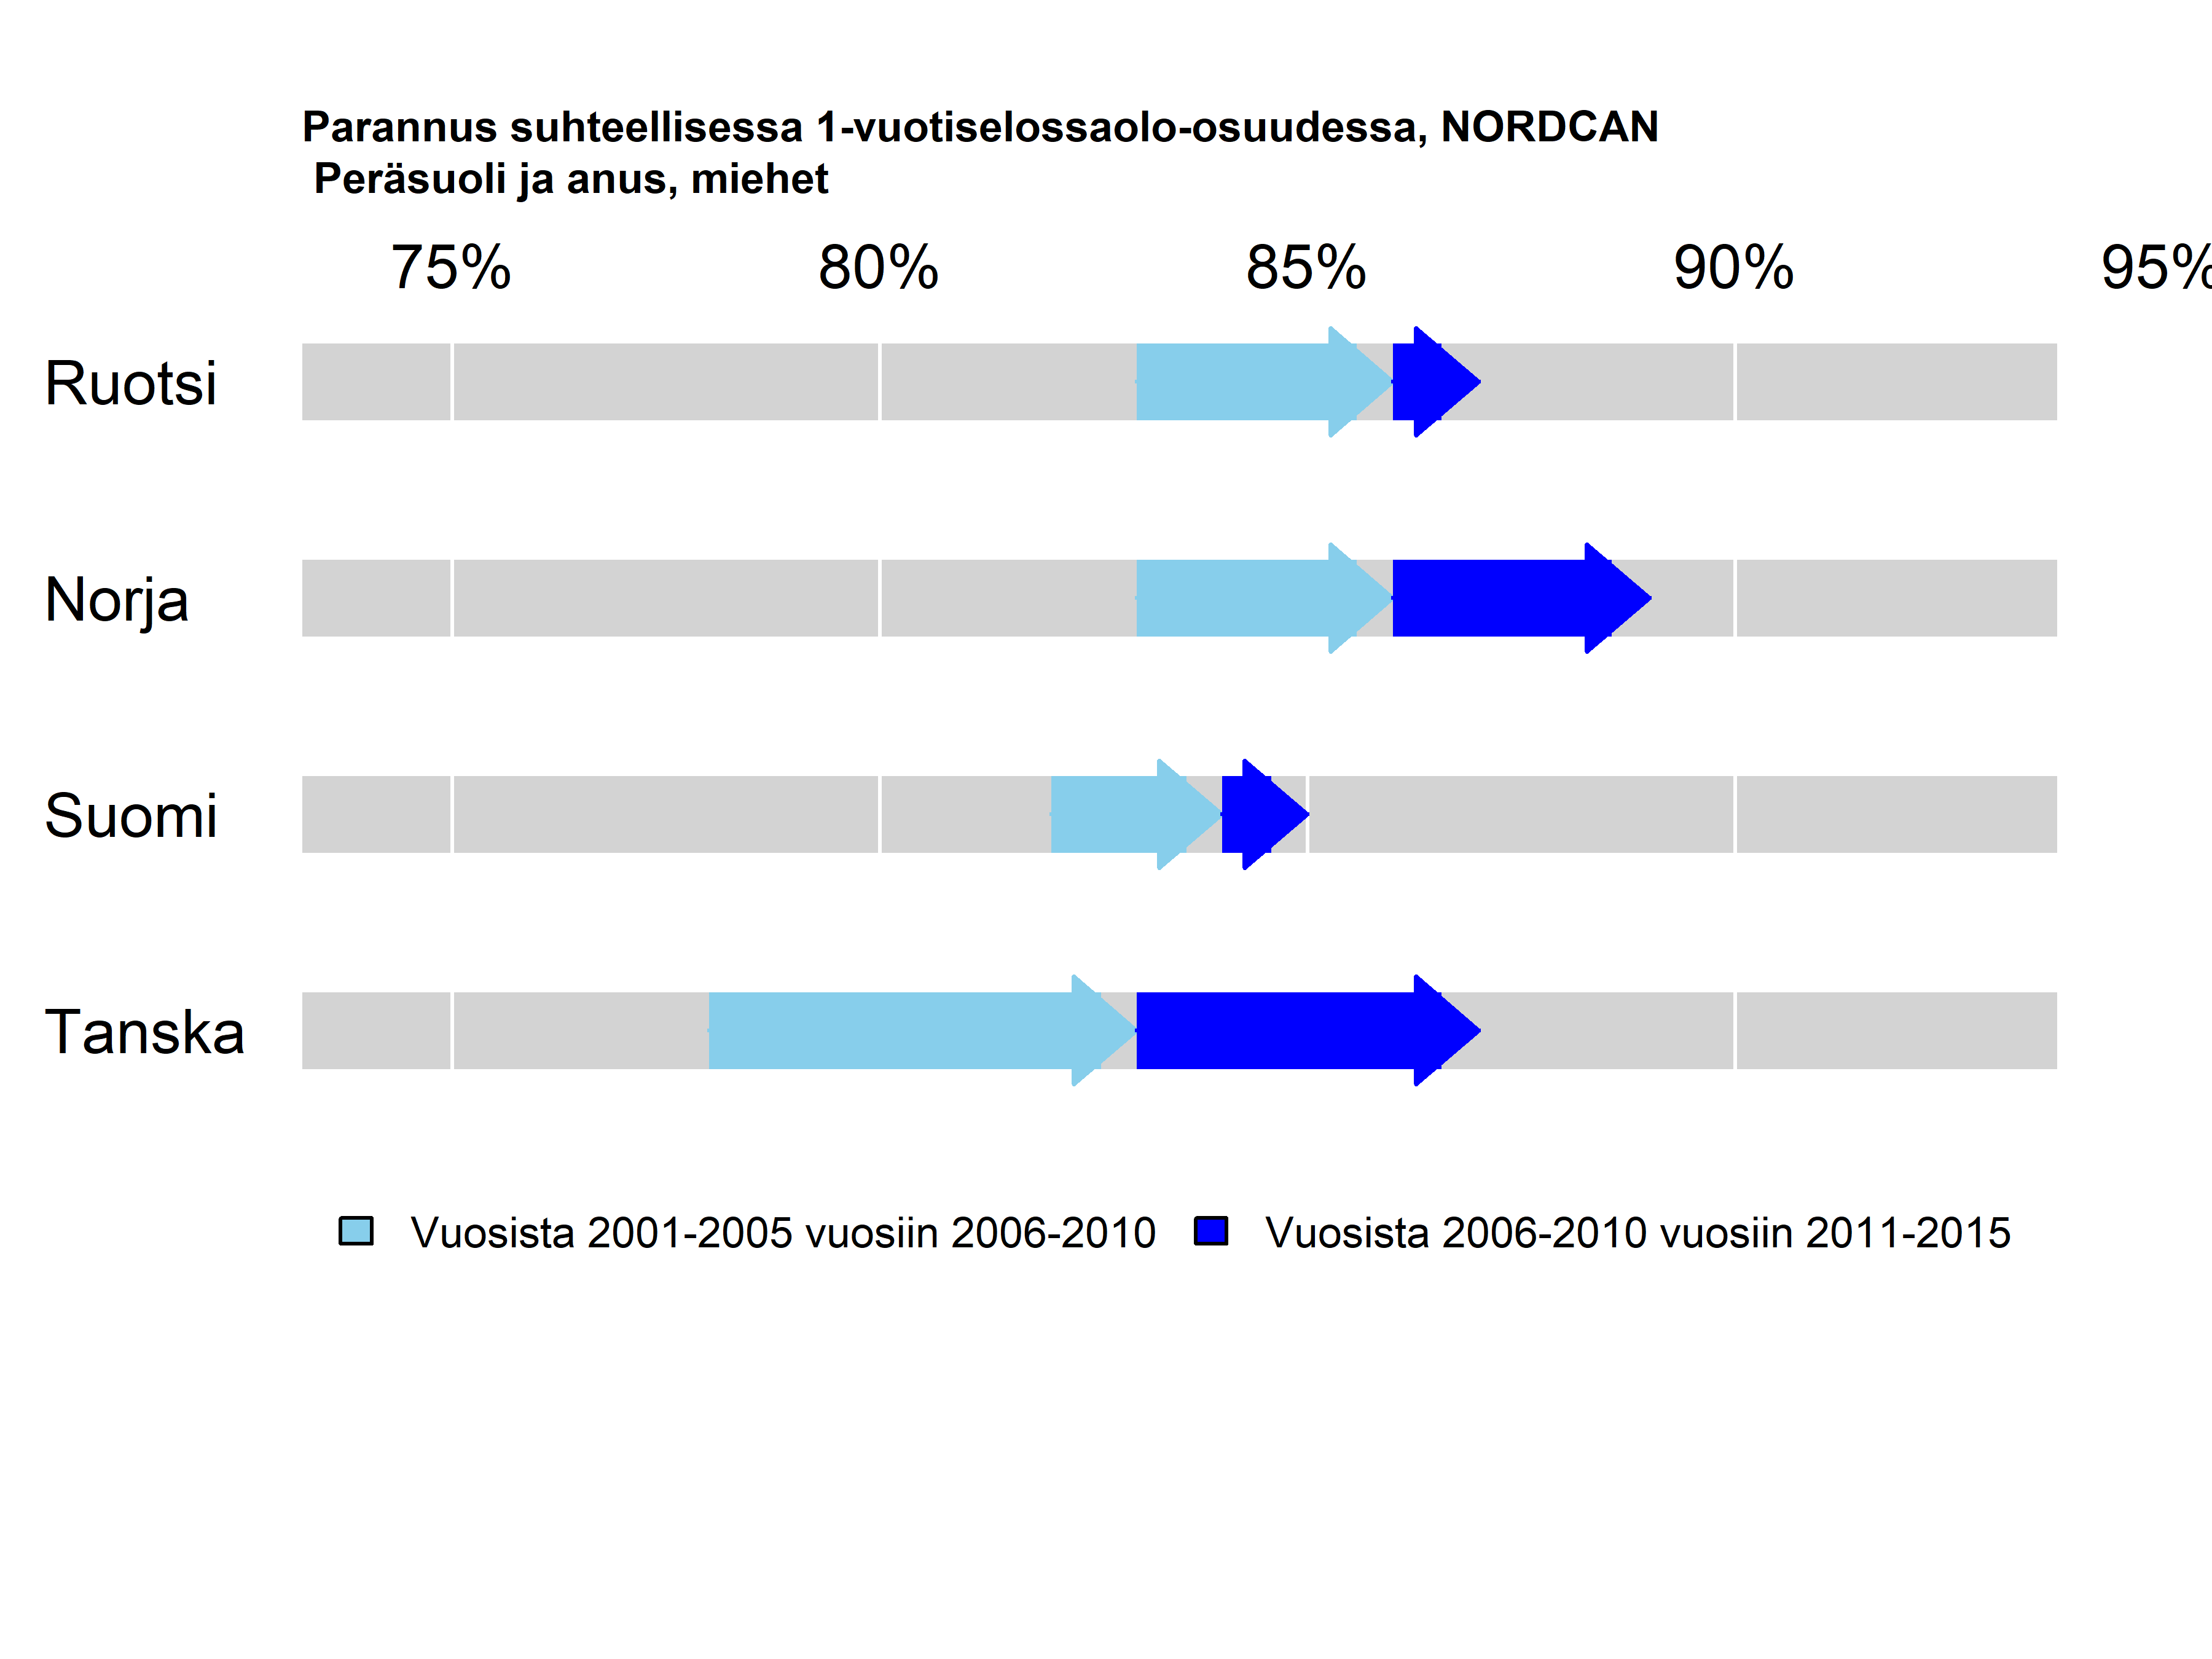 Parannus suhteellisessa 1-vuotiselossaolo-osuudessa, NORDCAN
Peräsuoli ja anus, miehet
75% 80% 85% 90% 95%
Ruotsi
Norja
Suomi
Tanska
Vuosista 2001-2005 vuosiin 2006-2010 Vuosista 2006-2010 vuosiin 2011-2015